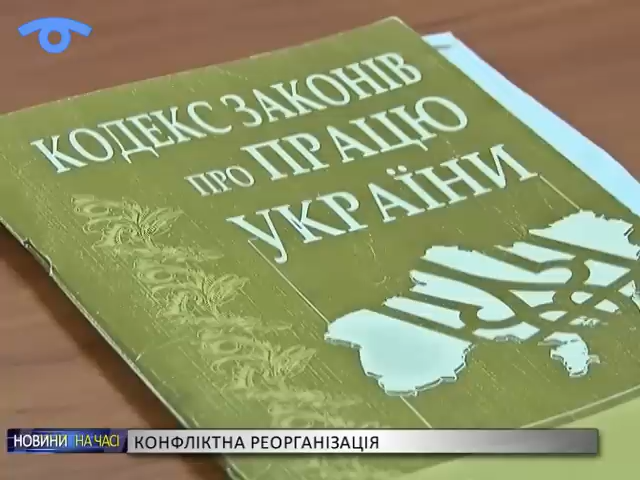 КОДЕКС ЗАКОНІВ
ПРО ПРАЦЮ
УКРАЇНИ
НОВИНИ НА ЧАСІ
КОНФЛІКТНА РЕОРГАНІЗАЦІЯ